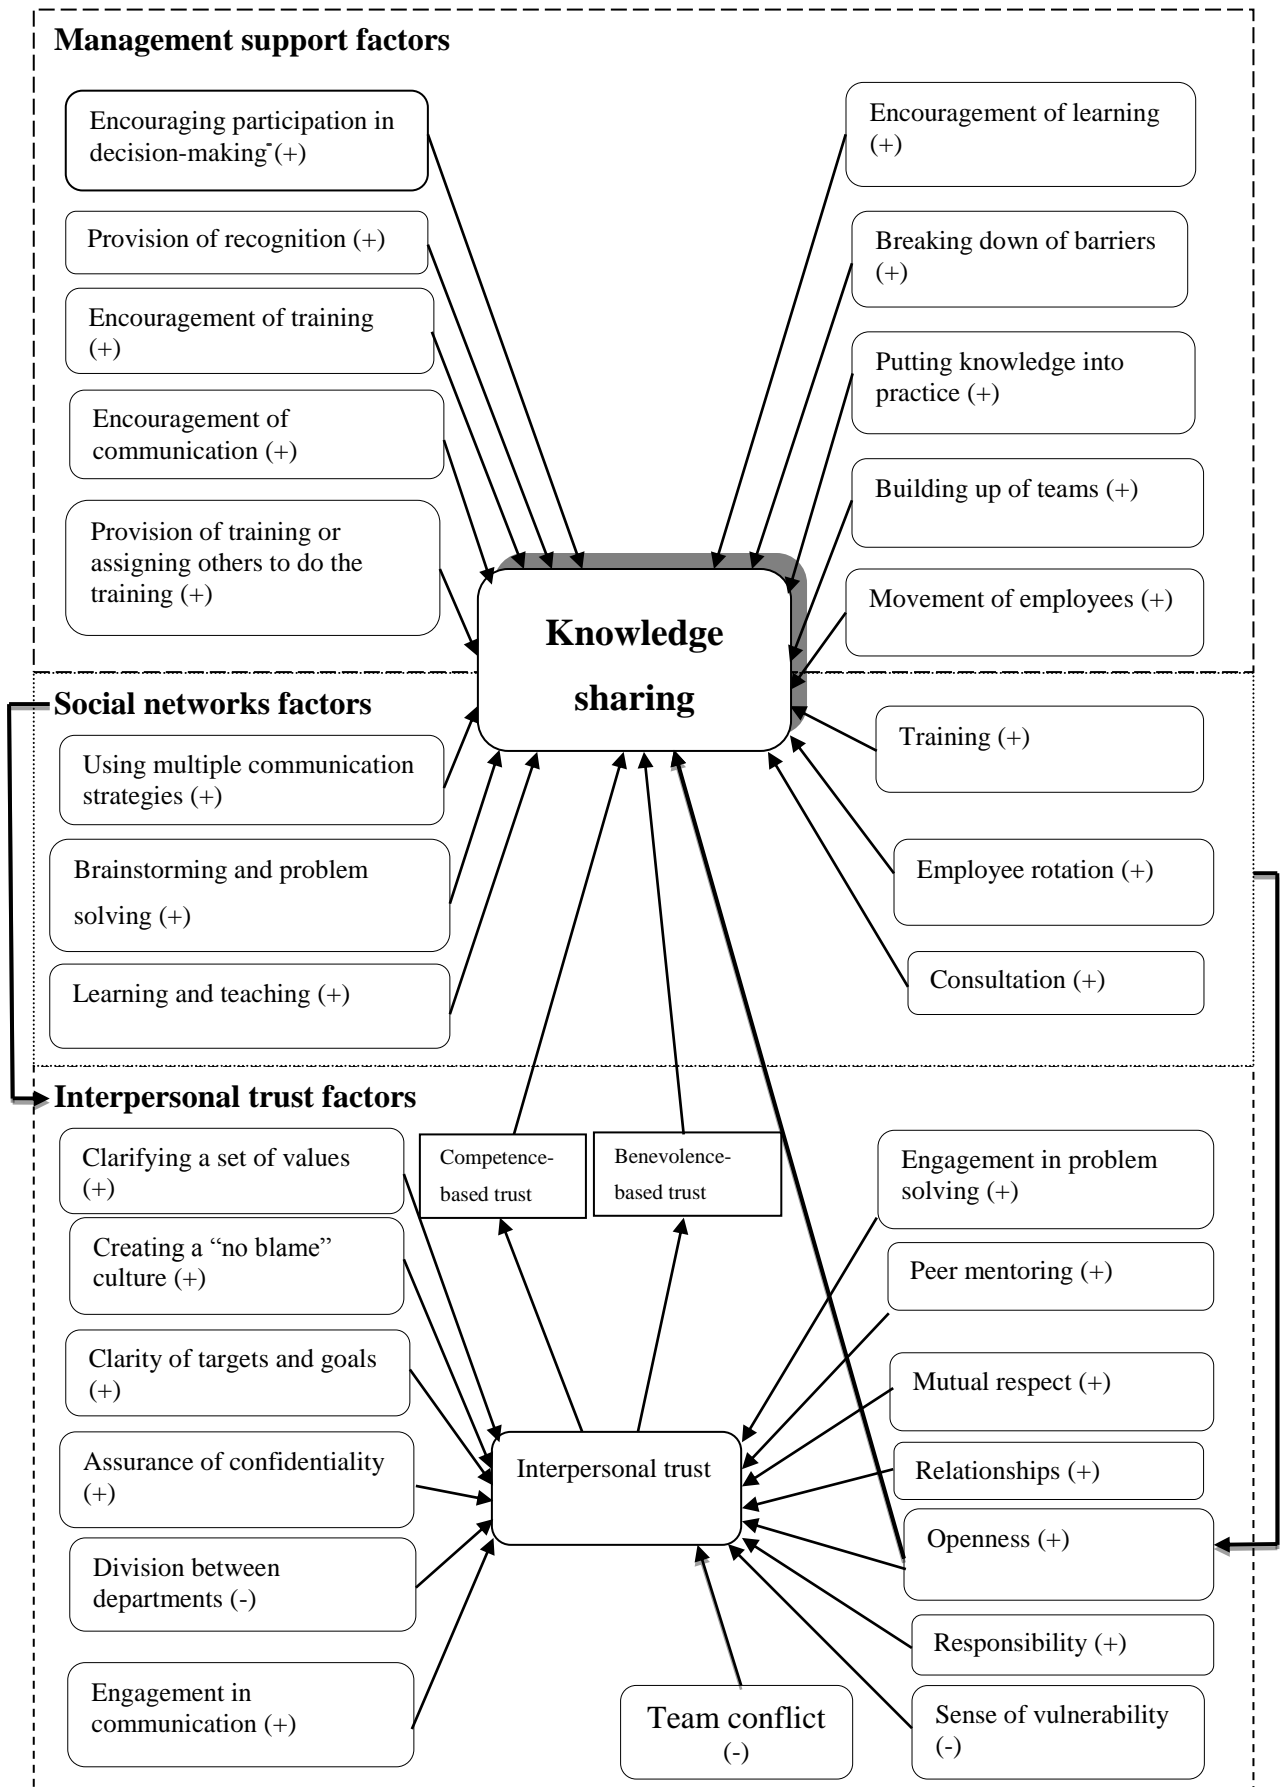 Management support factors
Encouraging participation in
decision-making (+)
Provision of recognition (+)
Encouragement of training
(+)
Encouragement of
communication (+)
Provision of training or
assigning others to do the
training (+)
Encouragement of learning
(+)
Breaking down of barriers
(+)
Putting knowledge into
practice (+)
Building up of teams (+)
Movement of employees (+)
Knowledge
sharing
Social networks factors
Using multiple communication
strategies (+)
Brainstorming and problem
solving (+)
Learning and teaching (+)
Training (+)
Employee rotation (+)
Consultation (+)
Interpersonal trust factors
Clarifying a set of values
(+)
Creating a “no blame”
culture (+)
Clarity of targets and goals
(+)
Assurance of confidentiality
(+)
Division between
departments (-)
Engagement in
communication (+)
Competence-
based trust
Benevolence-
based trust
Interpersonal trust
Team conflict
(-)
Engagement in problem
solving (+)
Peer mentoring (+)
Mutual respect (+)
Relationships (+)
Openness (+)
Responsibility (+)
Sense of vulnerability
(-)